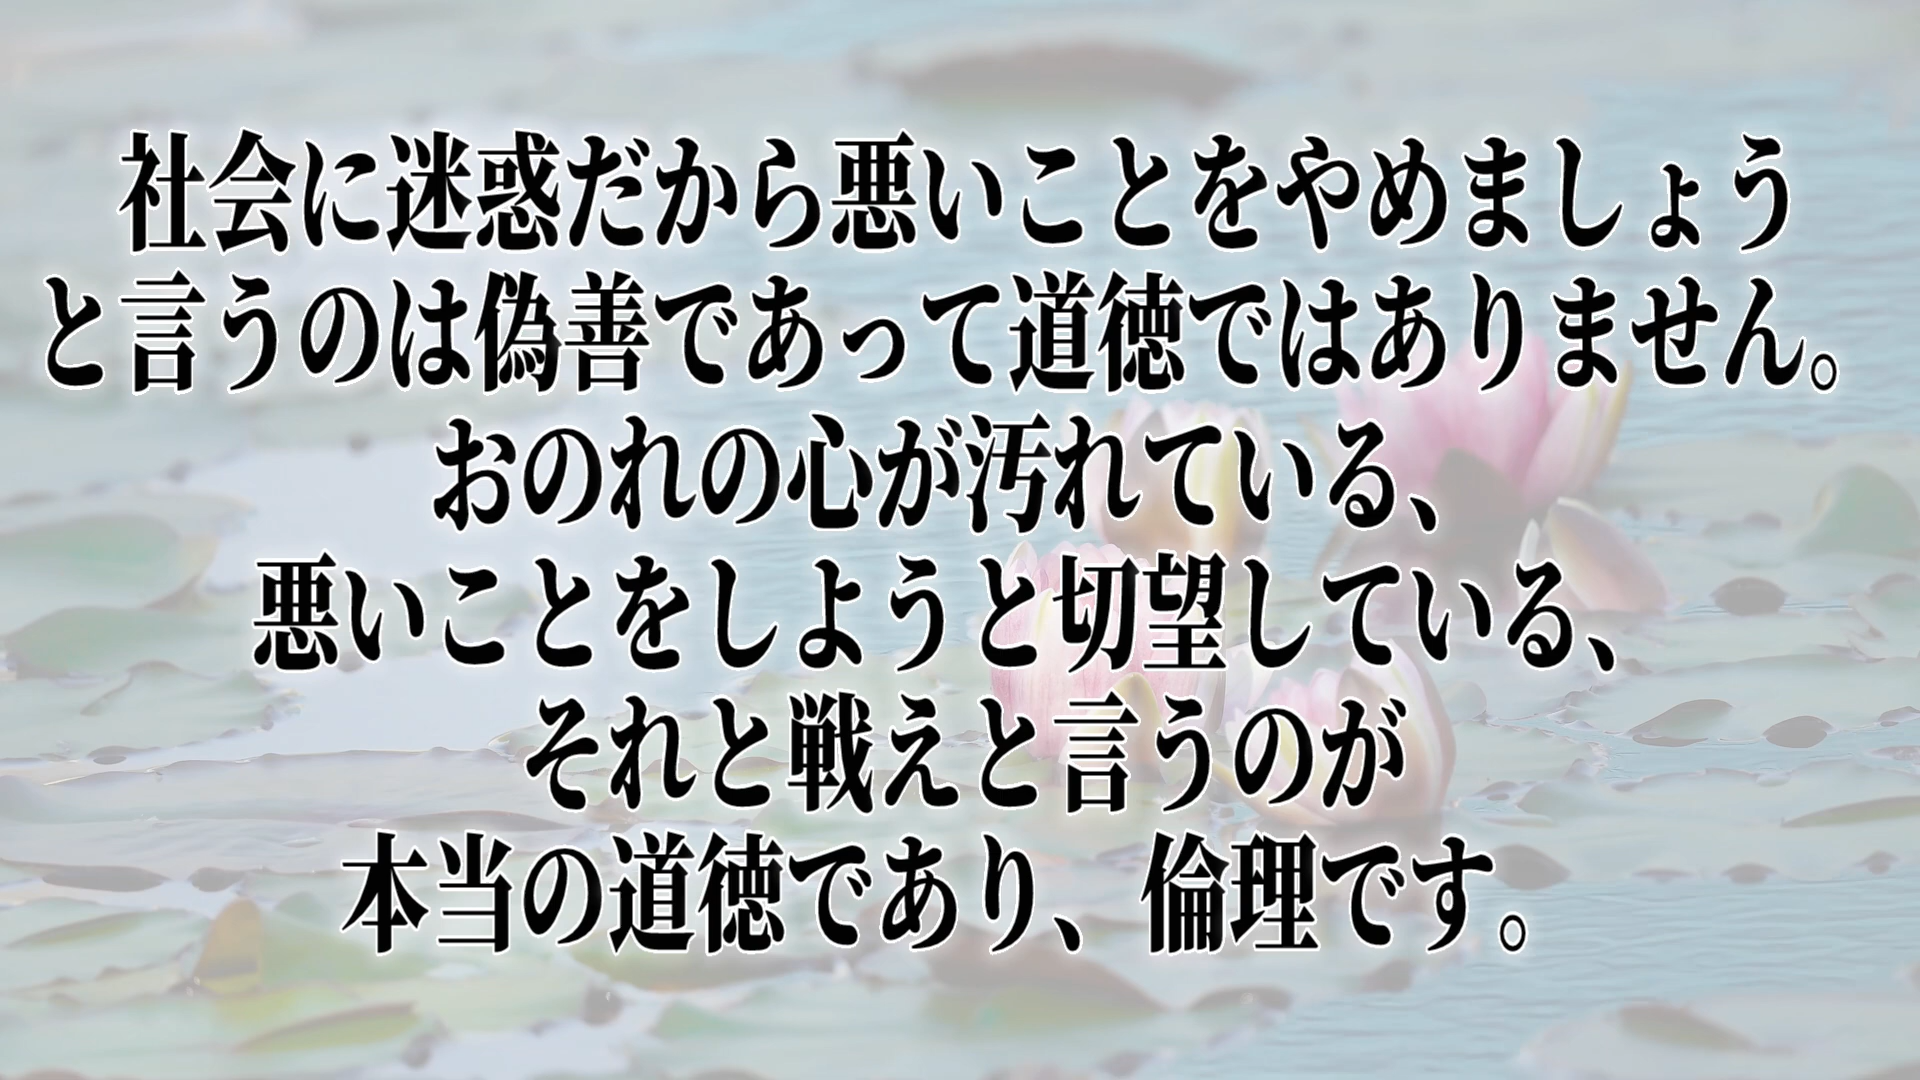 社会に迷惑だから悪いことをやめましょう
と言うのは偽善であって道徳ではありません。
おのれの心が汚れている、
悪いことをしようと切望している、
それと戦えと言うのが
本当の道徳であり、倫理です。